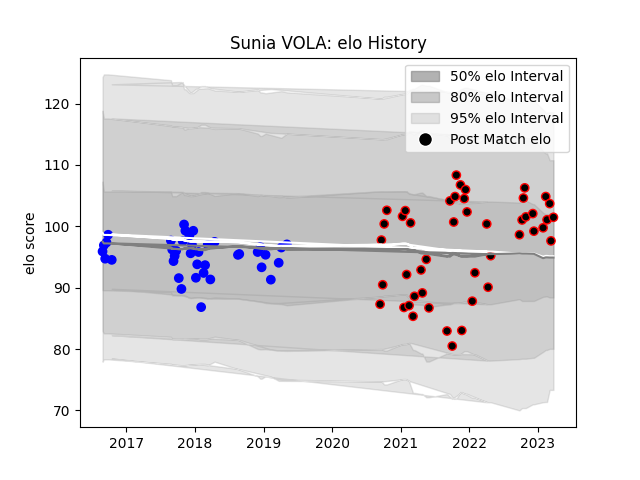 Sunia VOLA: elo History
50% elo Interval
80% elo Interval
95% elo Interval
Post Match elo
elo score
120
110
100
90
80
70
2017 2018 2019 2020 2021 2022 2023